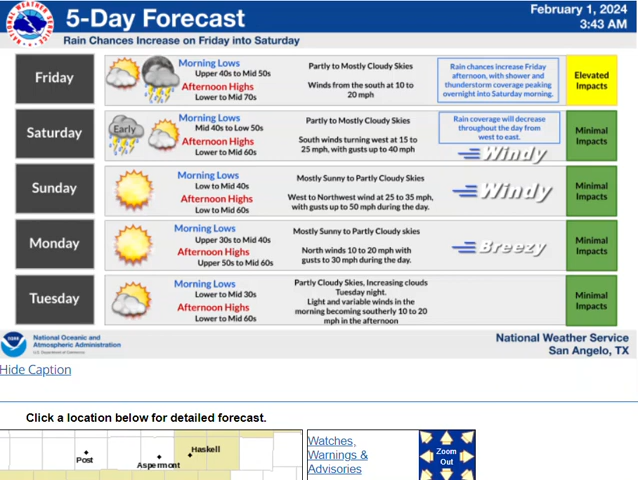 5-Day Forecast
February 1, 2024
3:43 AM
Rain Chances Increase on Friday into Saturday
Friday
Morning Lows
Upper 40s to Mid 50s
Afternoon Highs
Lower to Mid 70s
Partly to Mostly Cloudy Skies
Winds from the south at 10 to
20 mph
Rain chances increase Friday
afternoon, with shower and
thunderstorm coverage peaking
overnight into Saturday morning.
Elevated
Impacts
Saturday
Early
Morning Lows
Mid 40s to Low 50s
Afternoon Highs
Lower to Mid 60s
Partly to Mostly Cloudy Skies
South winds turning west at 15 to
25 mph, with gusts up to 40 mph
Rain coverage will decrease
throughout the day from
west to east.
Windy
Minimal
Impacts
Sunday
Morning Lows
Low to Mid 40s
Afternoon Highs
Low to Mid 60s
Mostly Sunny to Partly Cloudy Skies
West to Northwest wind at 25 to 35 mph,
with gusts up to 50 mph during the day.
Windy
Minimal
Impacts
Monday
Morning Lows
Upper 30s to Mid 40s
Afternoon Highs
Upper 50s to Mid 60s
Mostly Sunny to Partly Cloudy skies
North winds 10 to 20 mph with
gusts to 30 mph during the day.
Breezy
Minimal
Impacts
Tuesday
Morning Lows
Lower to Mid 30s
Afternoon Highs
Lower to Mid 60s
Partly Cloudy Skies, Increasing clouds
Tuesday night.
Light and variable winds in the
morning becoming southerly 10 to 20
mph in the afternoon
Minimal
Impacts
National Oceanic and
Atmospheric Administration
U.S. Department of Commerce
National Weather Service
San Angelo, TX
Hide Caption
Click a location below for detailed forecast.
Haskell
Post
Aspermont
Watches,
Warnings &
Advisories
Zoom
Out